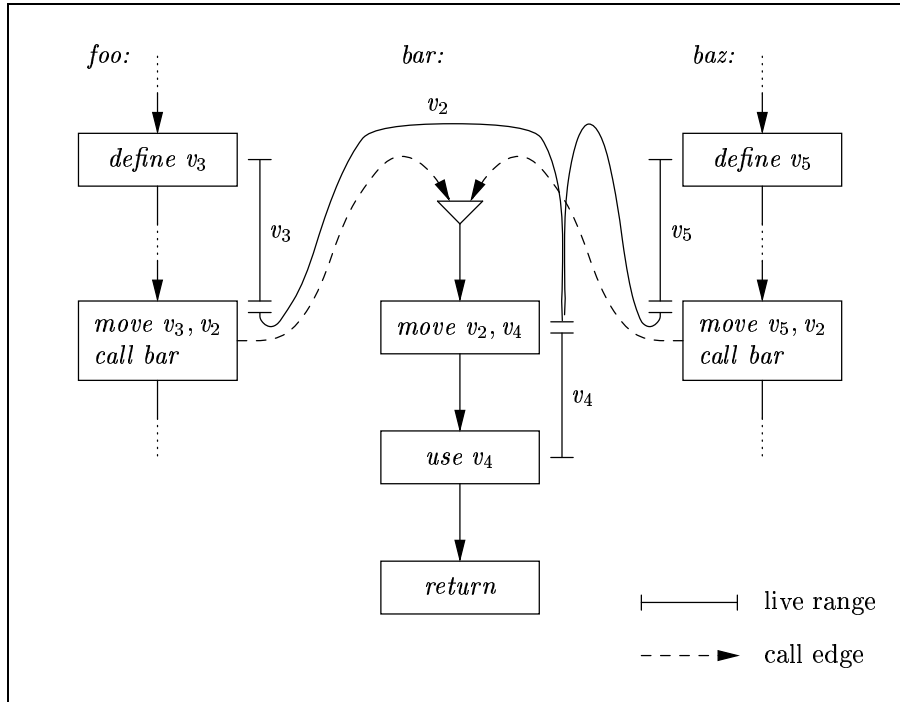 foo:
bar:
baz:
v₂
define v₃
define v₅
v₃
v₅
move v₃, v₂
call bar
move v₂, v₄
move v₅, v₂
call bar
v₄
use v₄
return
live range
call edge